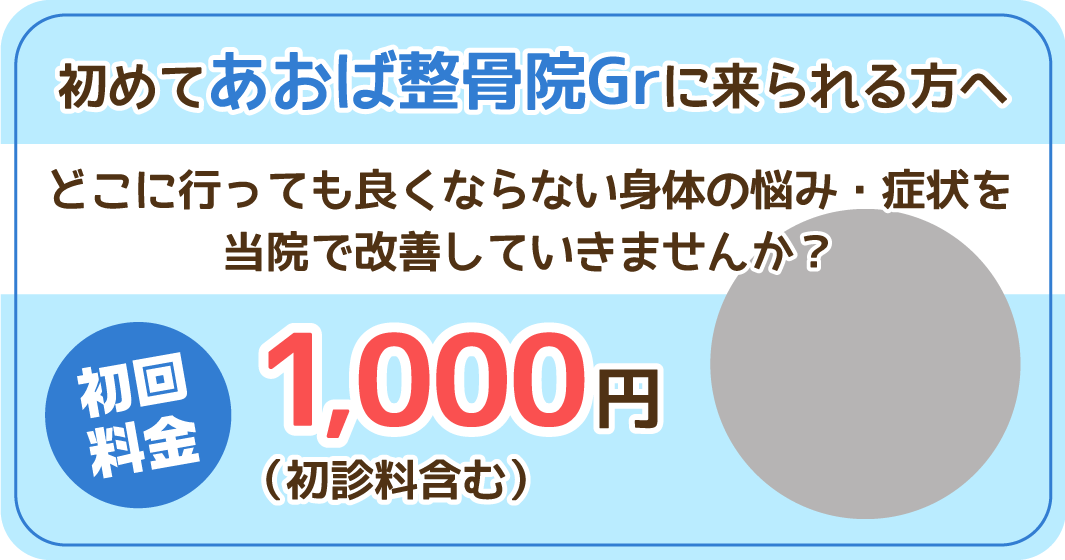 初めてあおば整骨院Grに来られる方へ
どこに行っても良くならない身体の悩み・症状を
当院で改善していきませんか？
初回
料金
1,000円
（初診料含む）